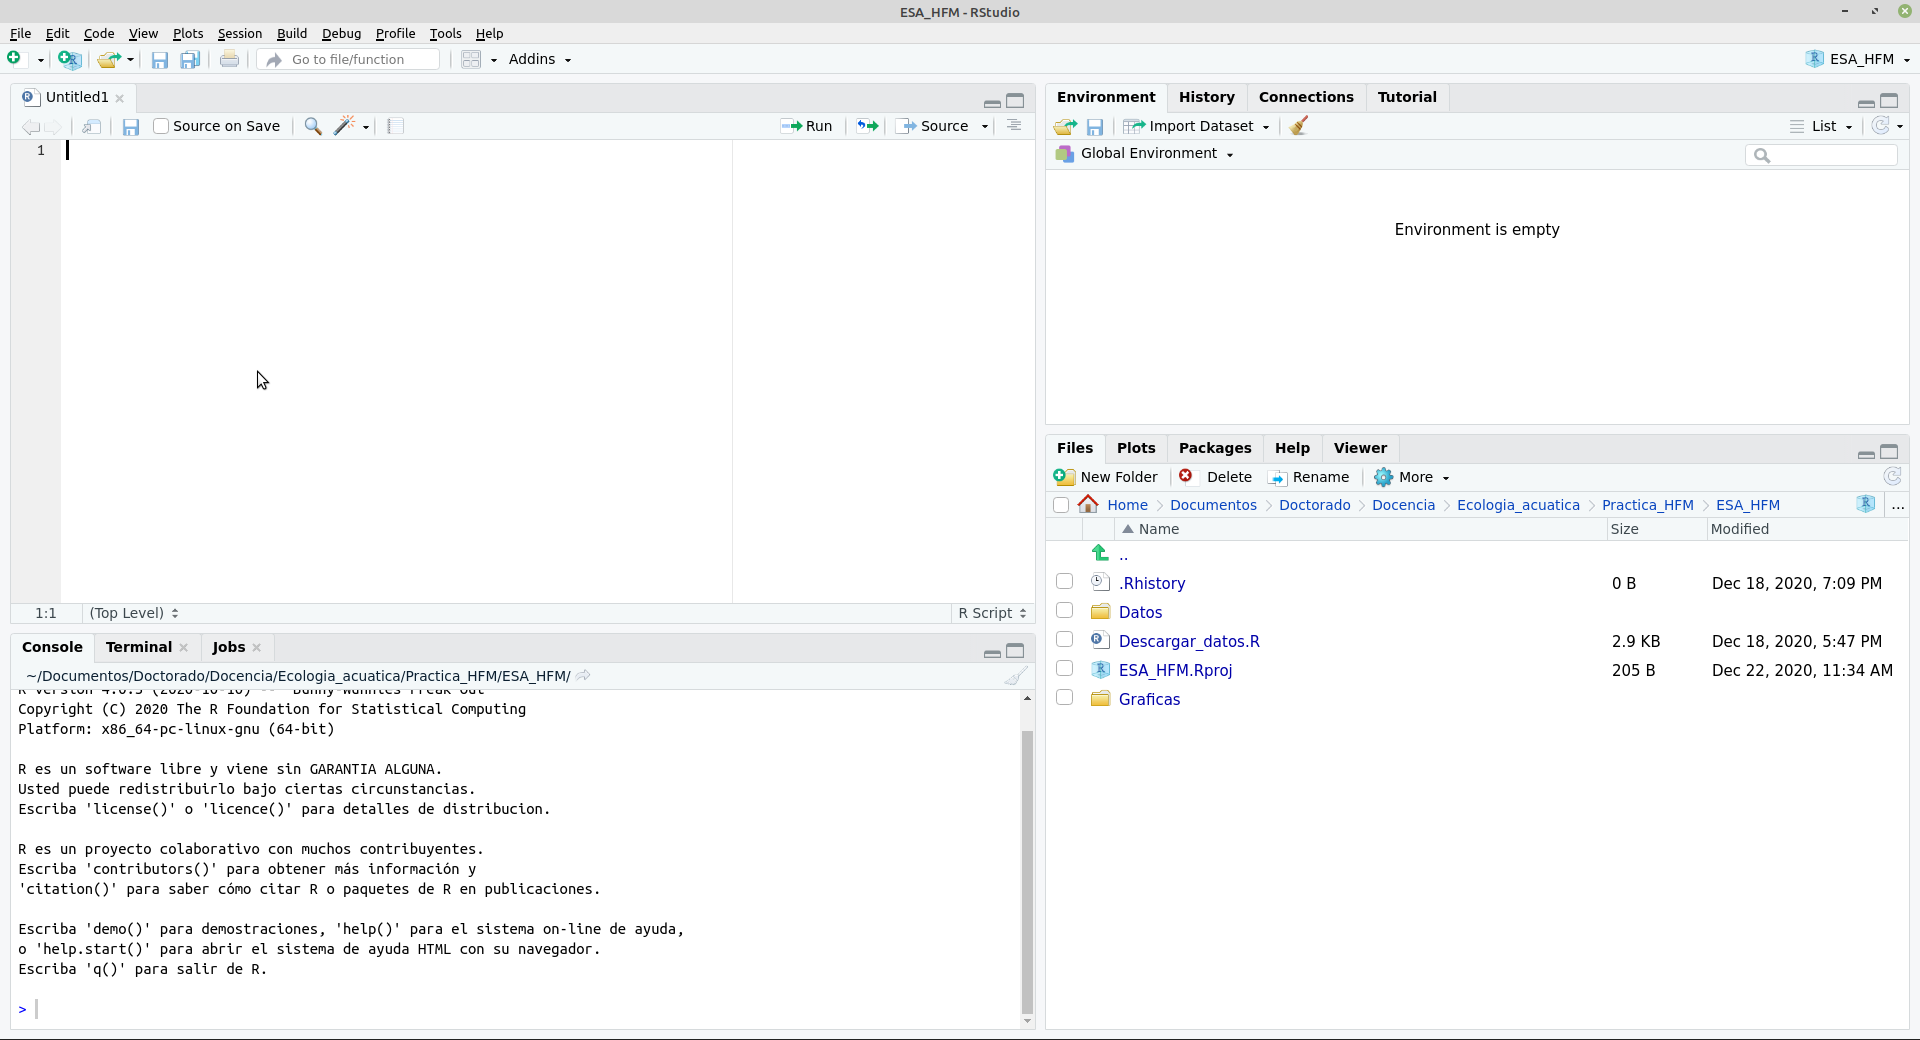 ESA_HFM - RStudio
File Edit Code View Plots Session Build Debug Profile Tools Help
Go to file/function Addins ESA_HFM
Untitled1
Source on Save Run Source
1
1:1 (Top Level) R Script
Console Terminal Jobs
~/Documentos/Doctorado/Docencia/Ecologia_acuatica/Practica_HFM/ESA_HFM/
Copyright (C) 2020 The R Foundation for Statistical Computing
Platform: x86_64-pc-linux-gnu (64-bit)
R es un software libre y viene sin GARANTIA ALGUNA.
Usted puede redistribuirlo bajo ciertas circunstancias.
Escriba 'license()' o 'licence()' para detalles de distribucion.
R es un proyecto colaborativo con muchos contribuyentes.
Escriba 'contributors()' para obtener más información y
'citation()' para saber cómo citar R o paquetes de R en publicaciones.
Escriba 'demo()' para demostraciones, 'help()' para el sistema on-line de ayuda,
o 'help.start()' para abrir el sistema de ayuda HTML con su navegador.
Escriba 'q()' para salir de R.
>
Environment History Connections Tutorial
Import Dataset List
Global Environment
Environment is empty
Files Plots Packages Help Viewer
New Folder Delete Rename More
Home Documentos Doctorado Docencia Ecologia_acuatica Practica_HFM ESA_HFM ...
Name Size Modified
..
.Rhistory 0 B Dec 18, 2020, 7:09 PM
Datos
Descargar_datos.R 2.9 KB Dec 18, 2020, 5:47 PM
ESA_HFM.Rproj 205 B Dec 22, 2020, 11:34 AM
Graficas